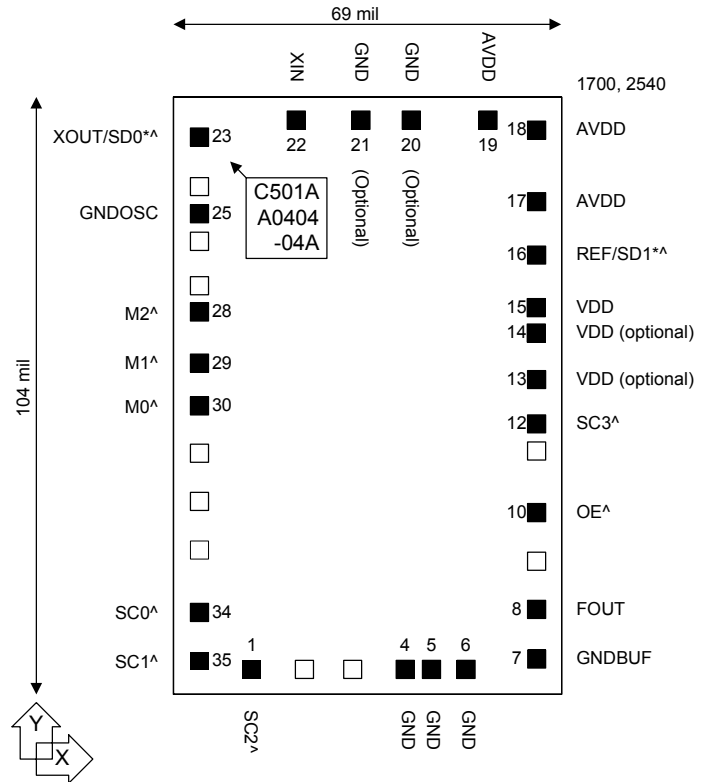 69 mil
XIN
GND
GND
AVDD
1700, 2540
XOUT/SD0*^
23
22
21
20
19
18
AVDD
(Optional)
(Optional)
C501A
A0404
-04A
GNDOSC
25
17
AVDD
16
REF/SD1*^
M2^
28
15
VDD
14
VDD (optional)
M1^
29
13
VDD (optional)
M0^
30
12
SC3^
104 mil
10
OE^
SC0^
34
8
FOUT
SC1^
35
1
4
5
6
7
GNDBUF
SC2^
GND
GND
GND
Y
X